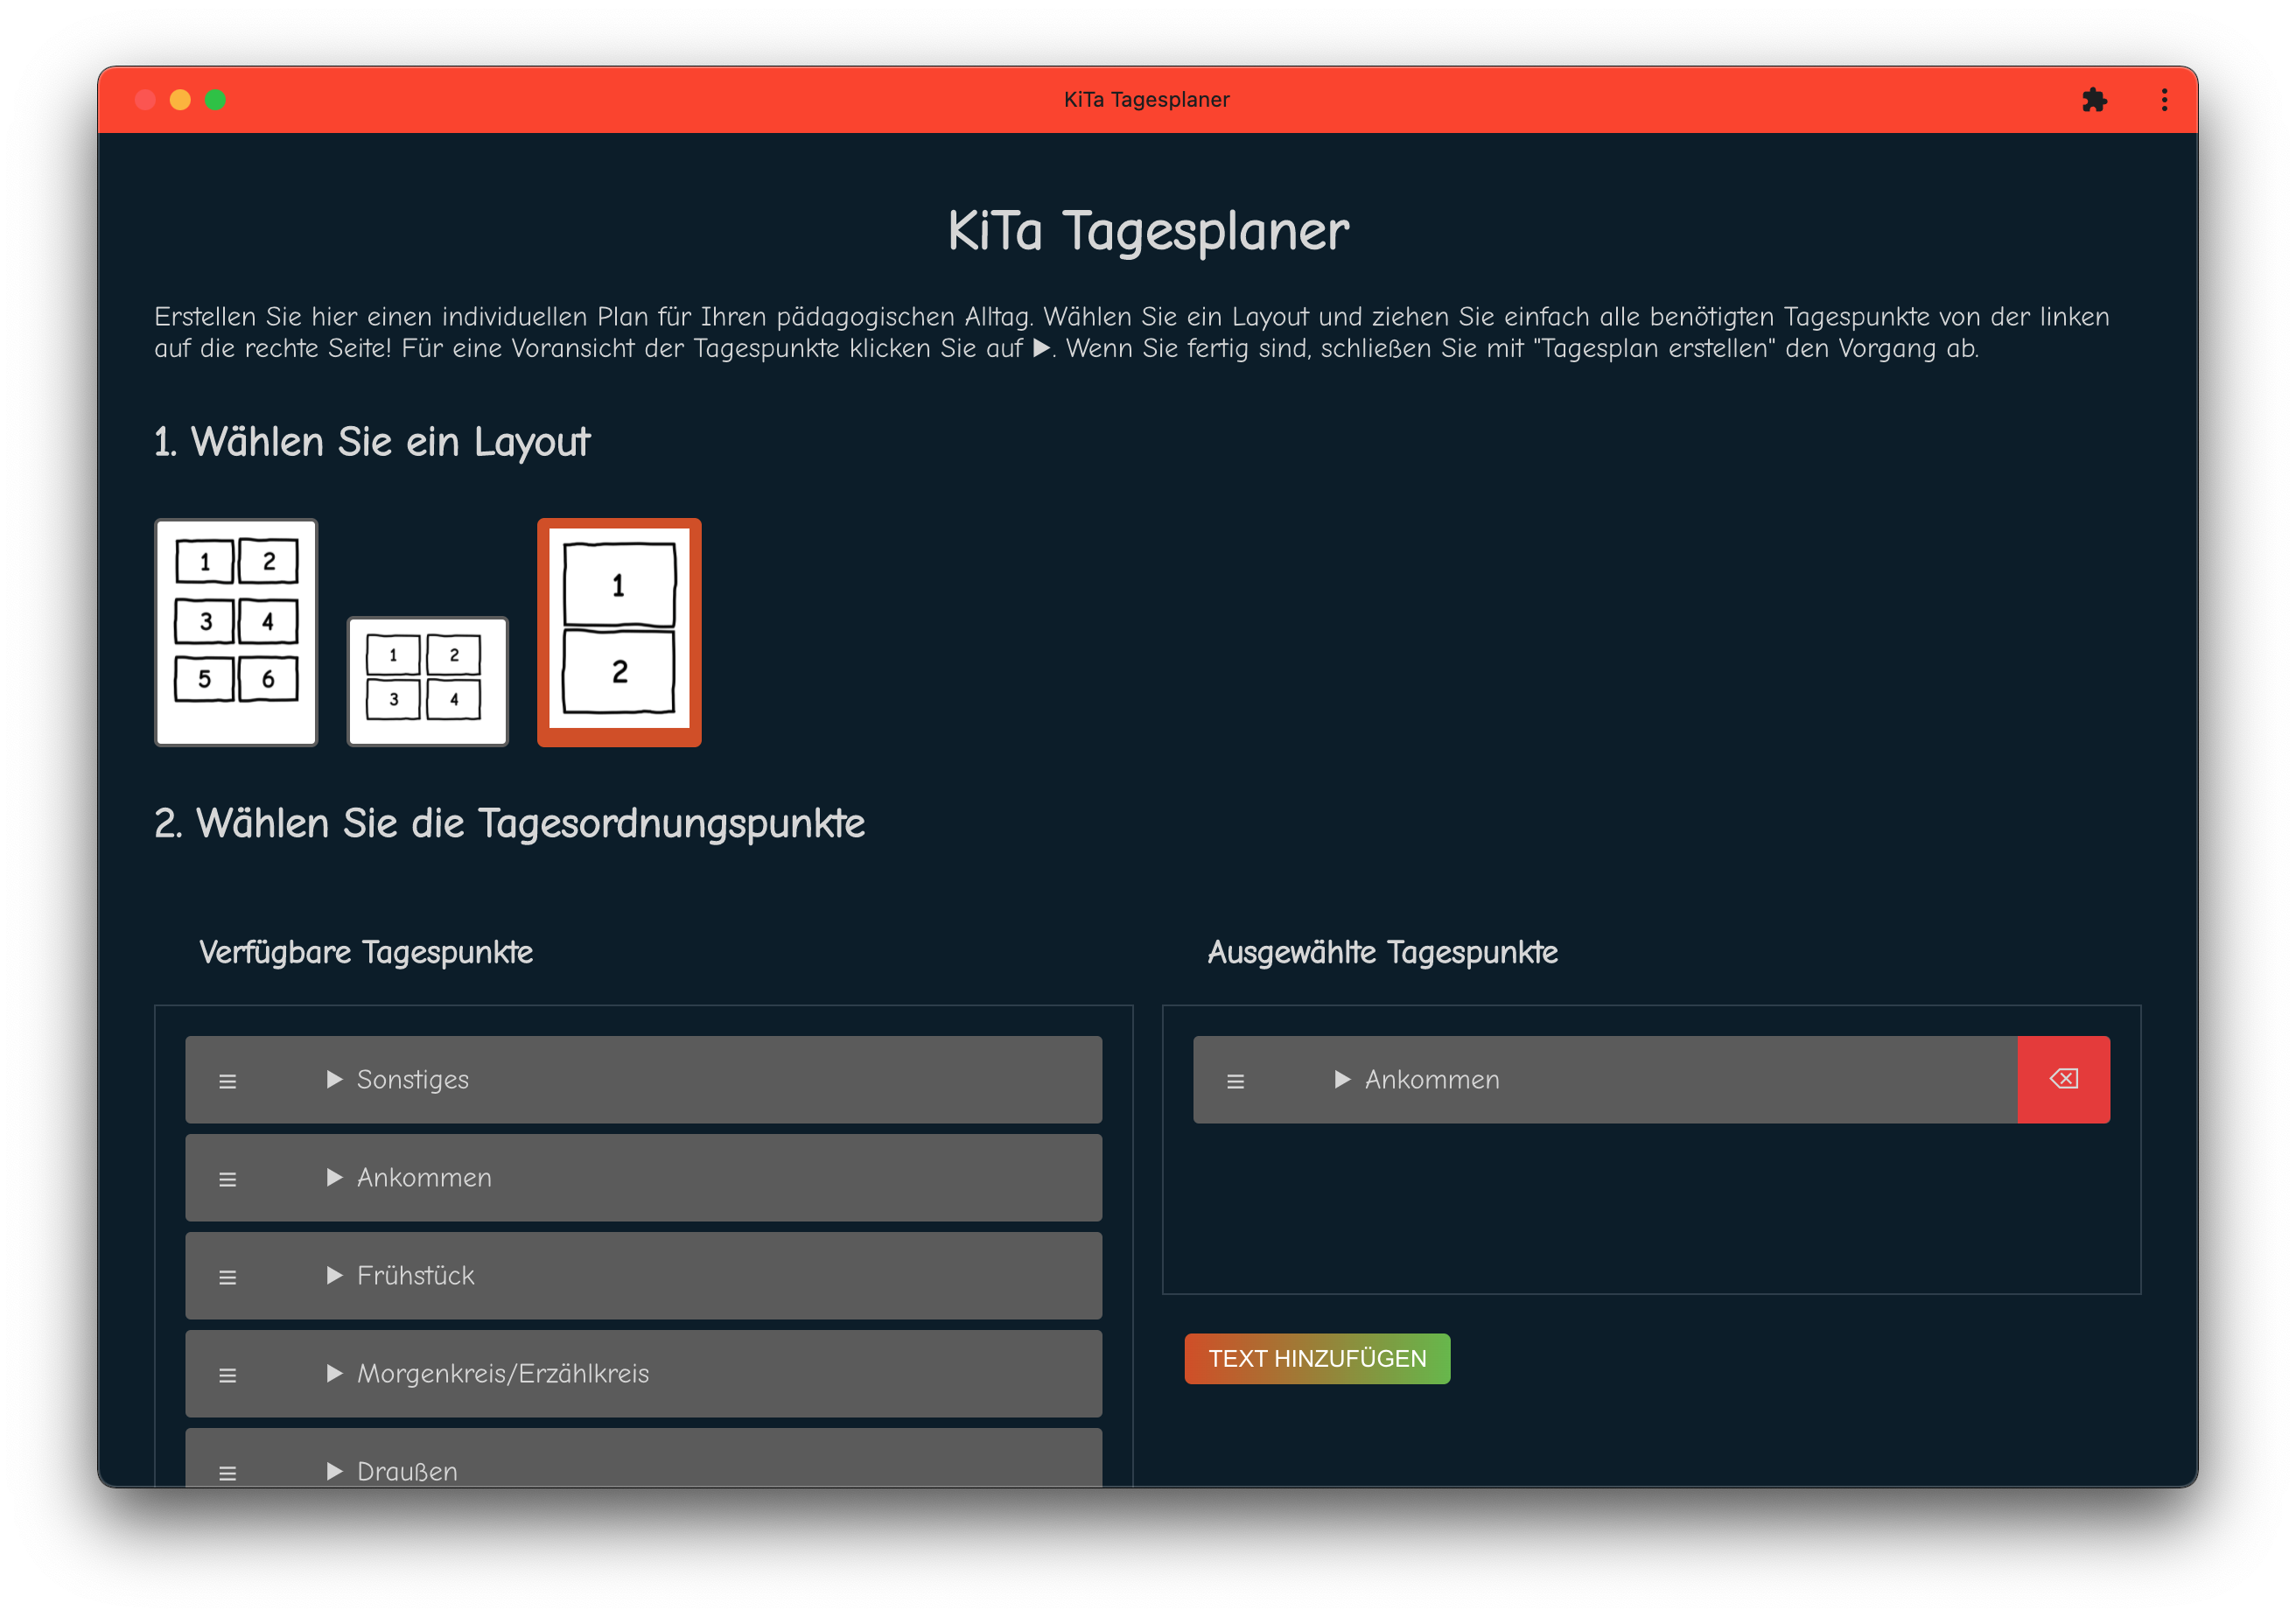 KiTa Tagesplaner
KiTa Tagesplaner
Erstellen Sie hier einen individuellen Plan für Ihren pädagogischen Alltag. Wählen Sie ein Layout und ziehen Sie einfach alle benötigten Tagespunkte von der linken
auf die rechte Seite! Für eine Voransicht der Tagespunkte klicken Sie auf ▶. Wenn Sie fertig sind, schließen Sie mit "Tagesplan erstellen" den Vorgang ab.
1. Wählen Sie ein Layout
1 2
3 4
5 6
1 2
3 4
1
2
2. Wählen Sie die Tagesordnungspunkte
Verfügbare Tagespunkte
▶ Sonstiges
▶ Ankommen
▶ Frühstück
▶ Morgenkreis/Erzählkreis
▶ Draußen
Ausgewählte Tagespunkte
▶ Ankommen
TEXT HINZUFÜGEN